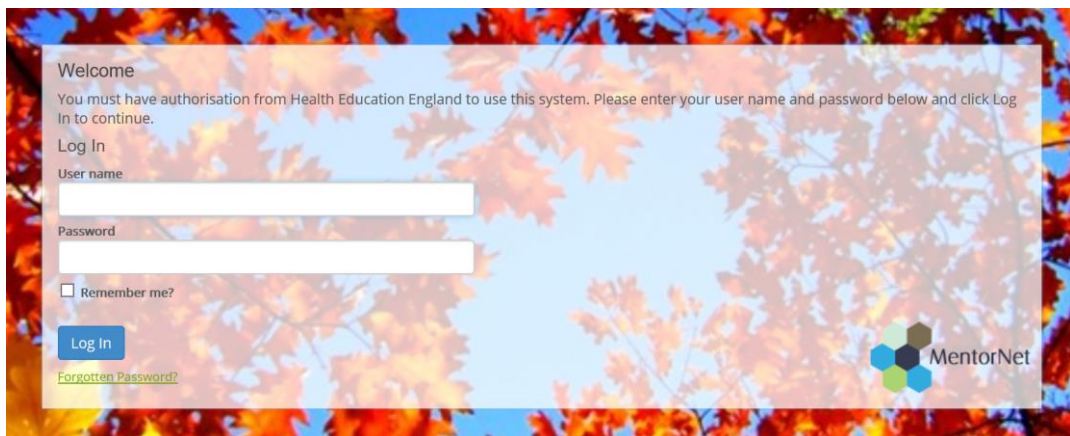 Welcome
You must have authorisation from Health Education England to use this system. Please enter your user name and password below and click Log
In to continue.
Log In
User name
Password
Remember me?
Log In
Forgotten Password?
MentorNet